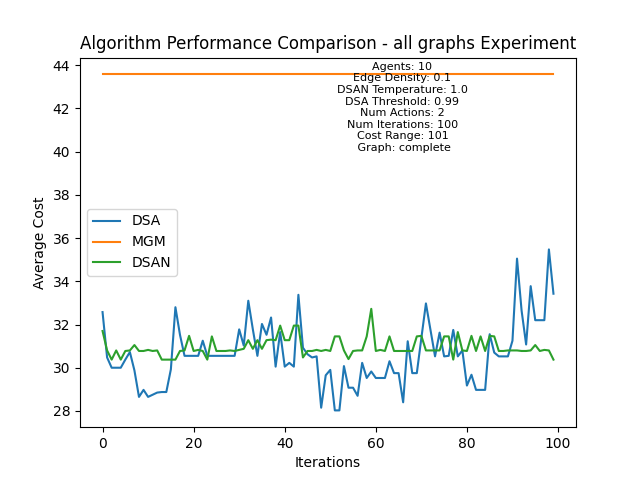 Algorithm Performance Comparison - all graphs Experiment
44
42
40
38
36
34
32
30
28
Average Cost
Agents: 10
Edge Density: 0.1
DSAN Temperature: 1.0
DSA Threshold: 0.99
Num Actions: 2
Num Iterations: 100
Cost Range: 101
Graph: complete
DSA
MGM
DSAN
0 20 40 60 80 100
Iterations